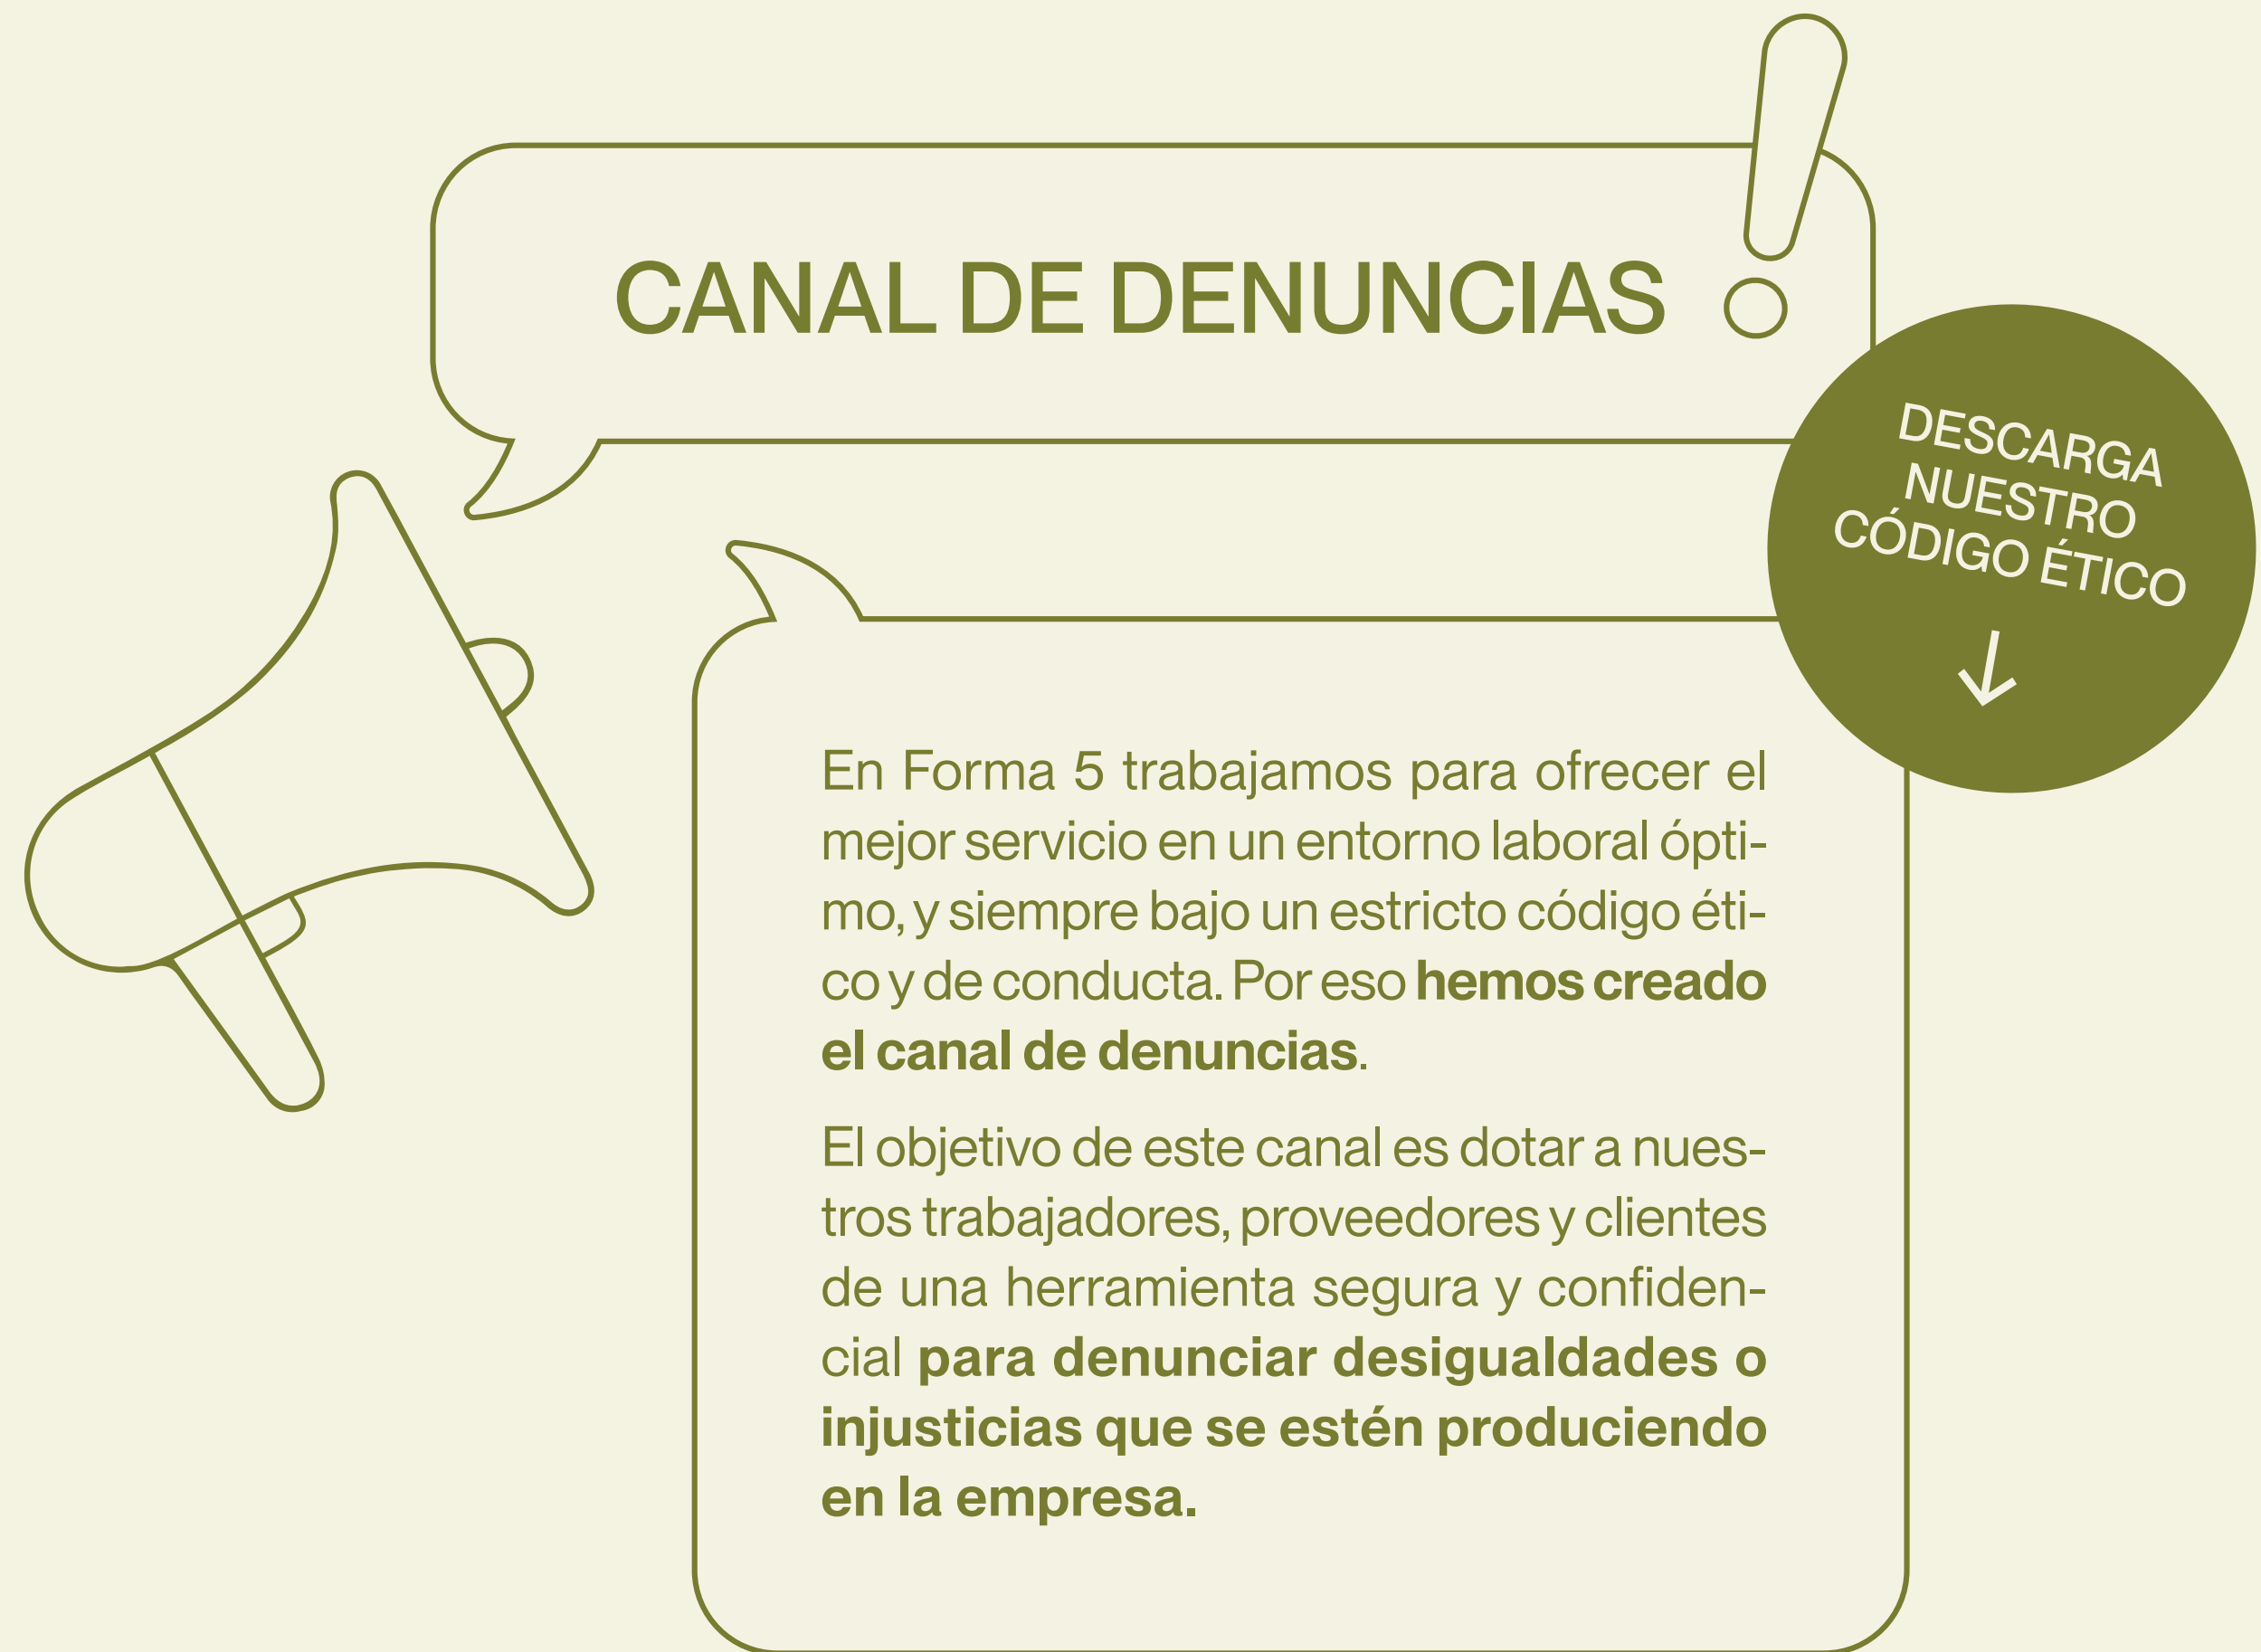 CANAL DE DENUNCIAS
DESCARGA
NUESTRO
CÓDIGO ÉTICO
En Forma 5 trabajamos para ofrecer el
mejor servicio en un entorno laboral ópti-
mo, y siempre bajo un estricto código éti-
co y de conducta. Por eso hemos creado
el canal de denuncias.
El objetivo de este canal es dotar a nues-
tros trabajadores, proveedores y clientes
de una herramienta segura y confiden-
cial para denunciar desigualdades o
injusticias que se estén produciendo
en la empresa.